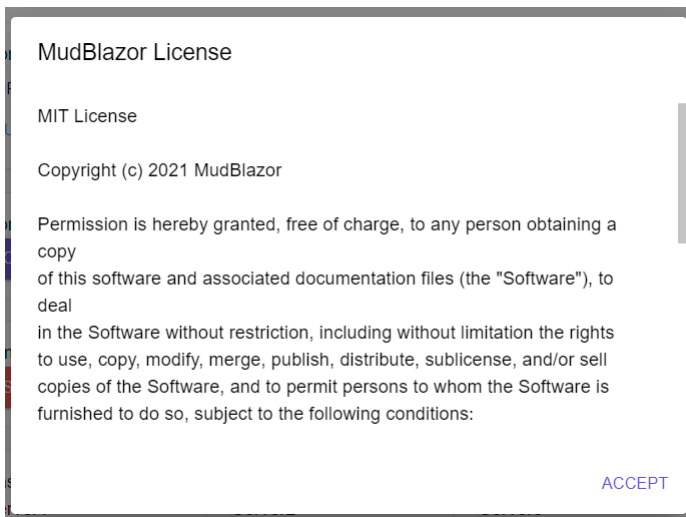 MudBlazor License
MIT License
Copyright (c) 2021 MudBlazor
Permission is hereby granted, free of charge, to any person obtaining a
copy
of this software and associated documentation files (the "Software"), to
deal
in the Software without restriction, including without limitation the rights
to use, copy, modify, merge, publish, distribute, sublicense, and/or sell
copies of the Software, and to permit persons to whom the Software is
furnished to do so, subject to the following conditions:
ACCEPT